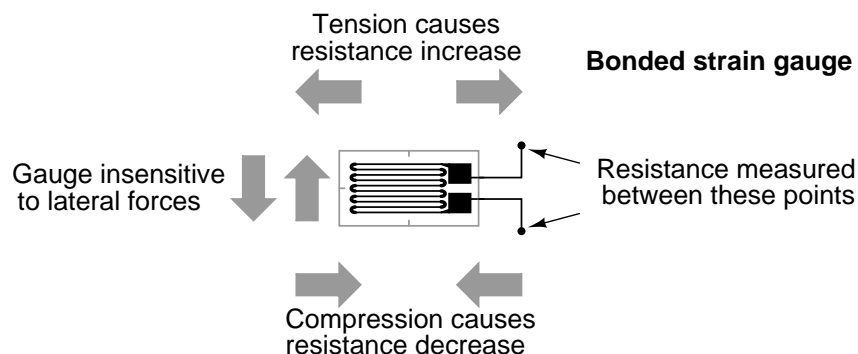 Tension causes
resistance increase
Bonded strain gauge
Gauge insensitive
to lateral forces
Resistance measured
between these points
Compression causes
resistance decrease